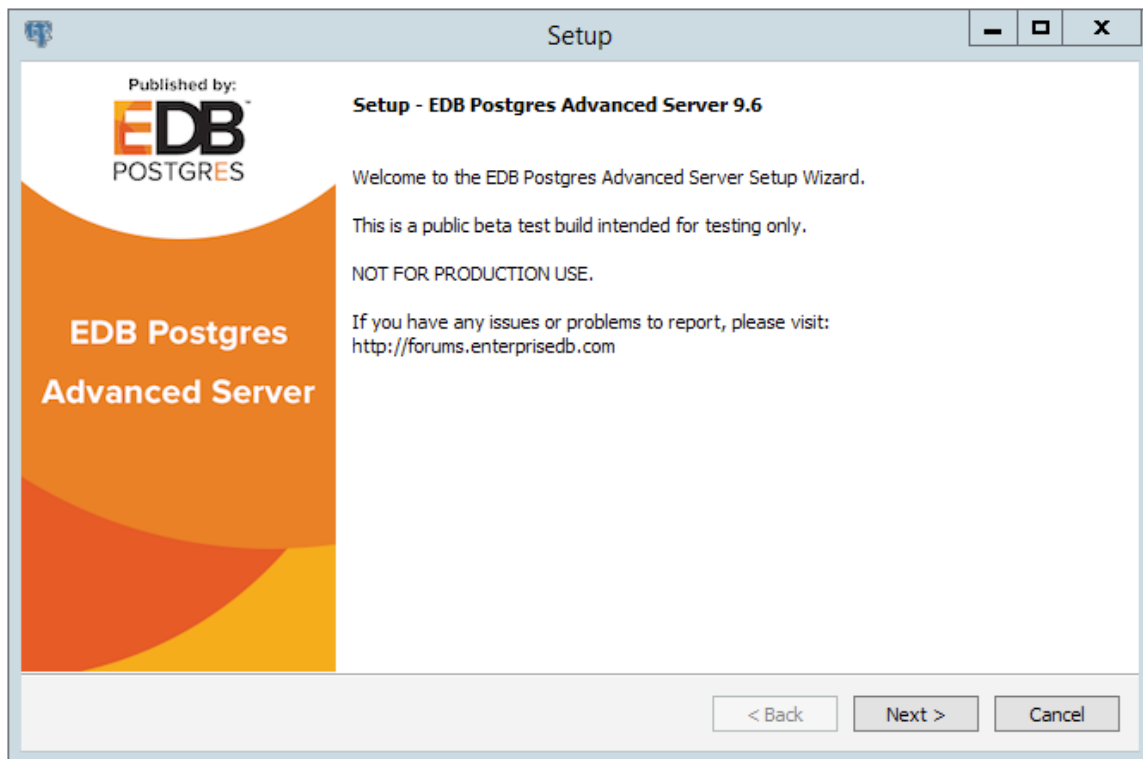 Setup
Published by:
EDB
POSTGRES
EDB Postgres
Advanced Server
Setup - EDB Postgres Advanced Server 9.6
Welcome to the EDB Postgres Advanced Server Setup Wizard.
This is a public beta test build intended for testing only.
NOT FOR PRODUCTION USE.
If you have any issues or problems to report, please visit:
http://forums.enterprisedb.com
< Back
Next >
Cancel